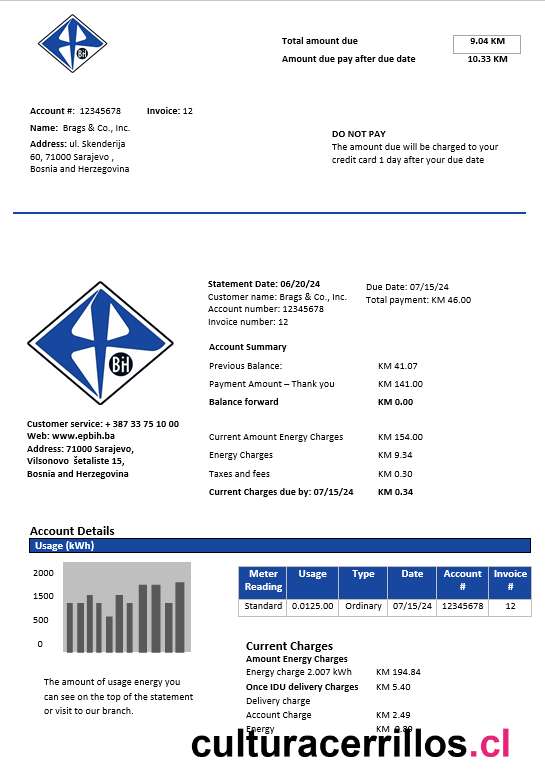 BiH
Total amount due 9.04 KM
Amount due pay after due date 10.33 KM
Account #: 12345678 Invoice: 12
Name: Brags & Co., Inc.
Address: ul. Skenderija
60, 71000 Sarajevo ,
Bosnia and Herzegovina
DO NOT PAY
The amount due will be charged to your
credit card 1 day after your due date
BiH
Statement Date: 06/20/24
Customer name: Brags & Co., Inc.
Account number: 12345678
Invoice number: 12
Due Date: 07/15/24
Total payment: KM 46.00
Account Summary
Previous Balance: KM 41.07
Payment Amount – Thank you KM 141.00
Balance forward KM 0.00
Customer service: + 387 33 75 10 00
Web: www.epbih.ba
Address: 71000 Sarajevo,
Vilsonovo šetaliste 15,
Bosnia and Herzegovina
Current Amount Energy Charges KM 154.00
Energy Charges KM 9.34
Taxes and fees KM 0.30
Current Charges due by: 07/15/24 KM 0.34
Account Details
Usage (kWh)
2000
1500
500
0
Meter Reading Usage Type Date Account # Invoice #
Standard 0.0125.00 Ordinary 07/15/24 12345678 12
The amount of usage energy you
can see on the top of the statement
or visit to our branch.
Current Charges
Amount Energy Charges
Energy charge 2.007 kWh KM 194.84
Once IDU delivery Charges KM 5.40
Delivery charge
Account Charge KM 2.49
Energy KM
culturacerrillos.cl